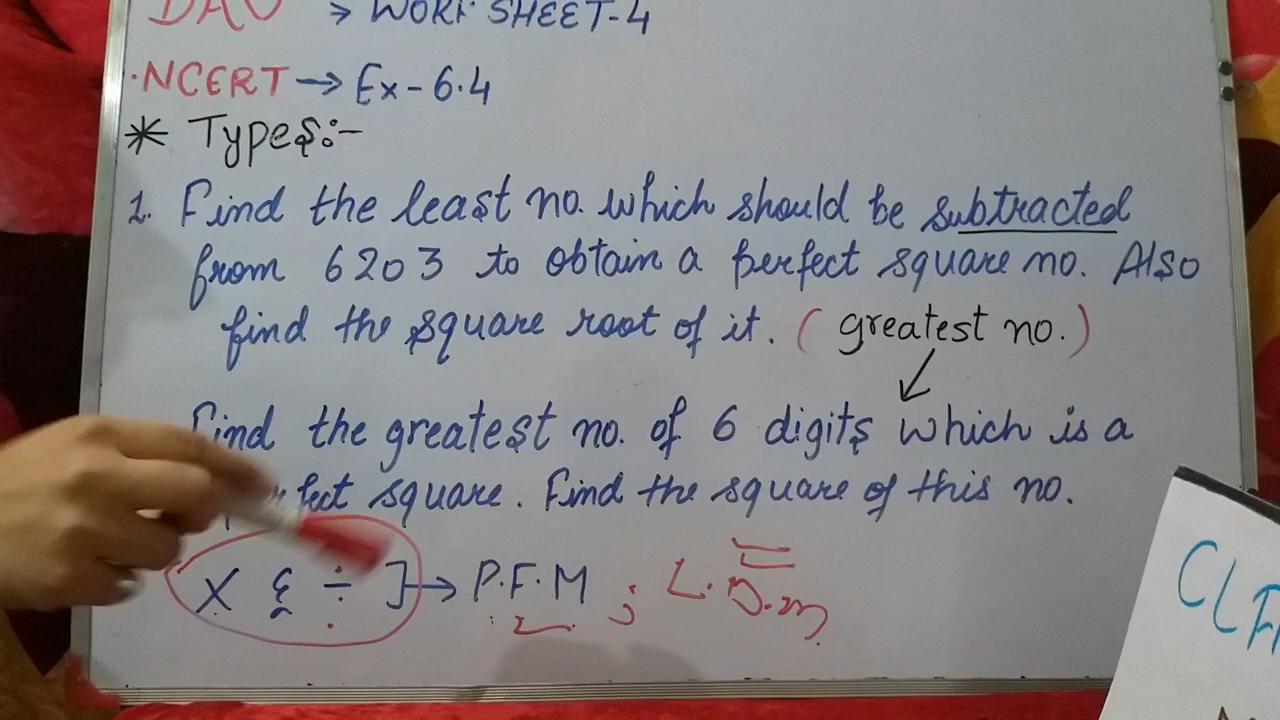 DAV → WORKSHEET-4
.NCERT → Ex-6.4
* Types:-
1. Find the least no. which should be subtracted
from 6203 to obtain a perfect square no. Also
find the square root of it. (greatest no.)
Find the greatest no. of 6 digits which is a
square. Find the square of this no.
X & ÷ ] → P.F.M ; L.D.M